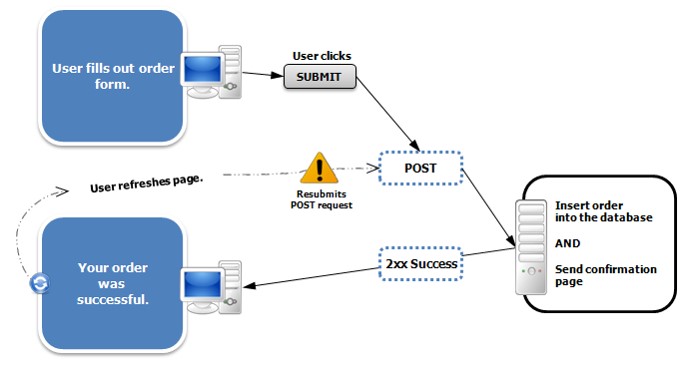 User fills out order
form.
User clicks
SUBMIT
POST
User refreshes page.
Resubmits
POST request
Insert order
into the database
AND
Send confirmation
page
2xx Success
Your order
was
successful.